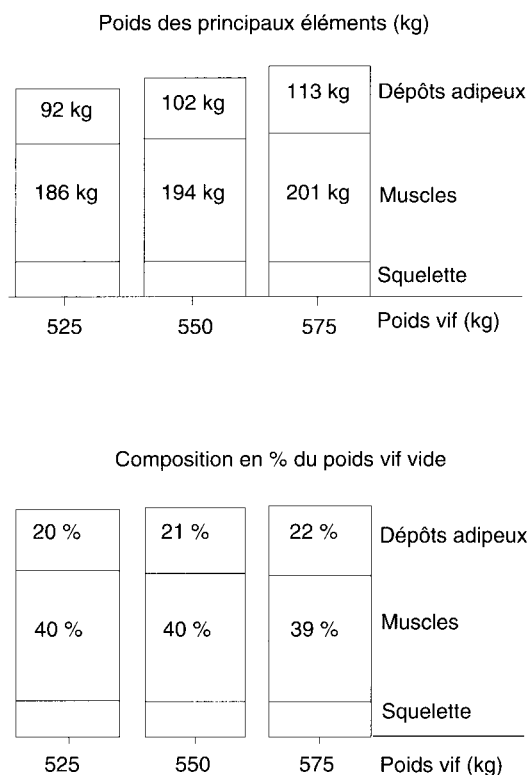 Poids des principaux éléments (kg)
92 kg 102 kg 113 kg Dépôts adipeux
186 kg 194 kg 201 kg Muscles
Squelette
525 550 575 Poids vif (kg)
Composition en % du poids vif vide
20 % 21 % 22 % Dépôts adipeux
40 % 40 % 39 % Muscles
Squelette
525 550 575 Poids vif (kg)